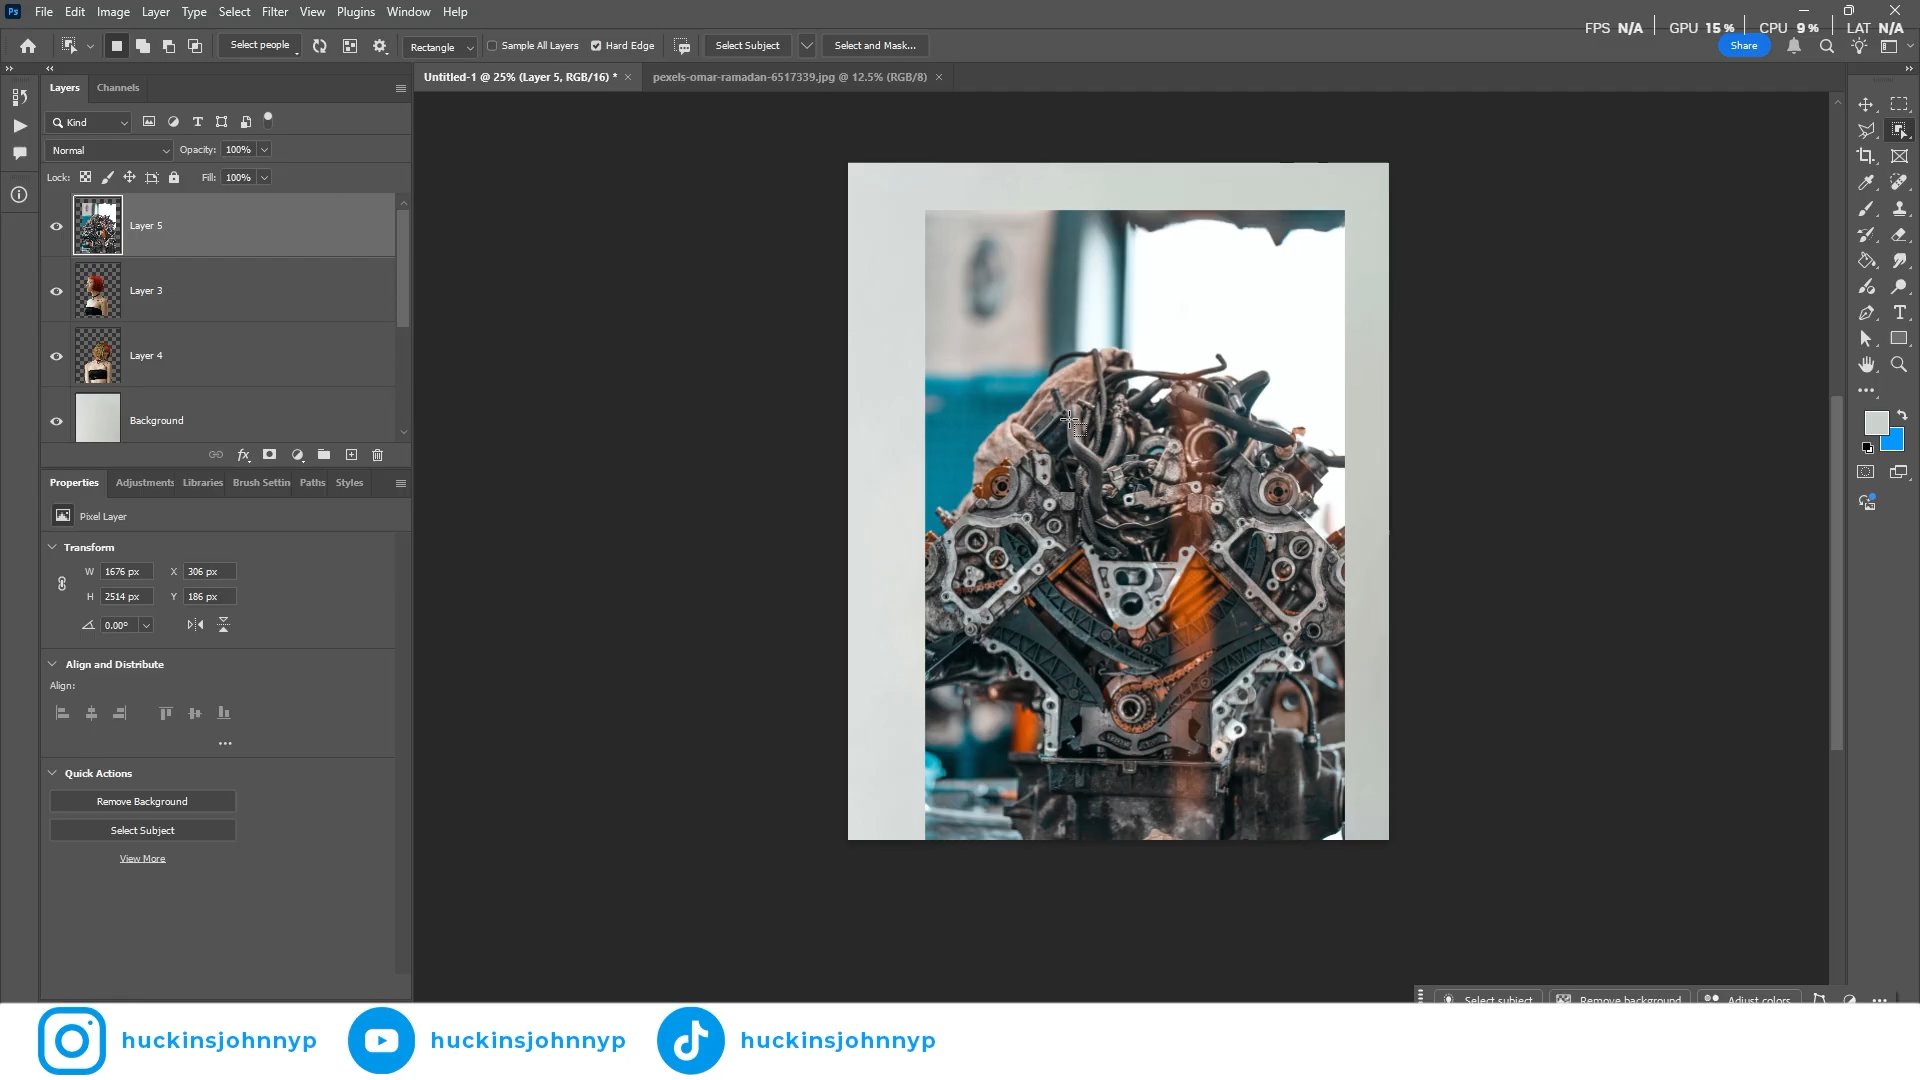 Ps File Edit Image Layer Type Select Filter View Plugins Window Help
FPS N/A GPU 15 % CPU 9 % LAT N/A
Select people Rectangle Sample All Layers Hard Edge Select Subject Select and Mask... Share
Untitled-1 @ 25% (Layer 5, RGB/16) * × pexels-omar-ramadan-6517339.jpg @ 12.5% (RGB/8) ×
Layers Channels
Kind
Normal Opacity: 100%
Lock: Fill: 100%
Layer 5
Layer 3
Layer 4
Background
Properties Adjustments Libraries Brush Settin Paths Styles
Pixel Layer
Transform
W 1676 px X 306 px
H 2514 px Y 186 px
0.00°
Align and Distribute
Align:
Quick Actions
Remove Background
Select Subject
View More
Select subject Remove background Adjust colors
huckinsjohnnyp huckinsjohnnyp huckinsjohnnyp